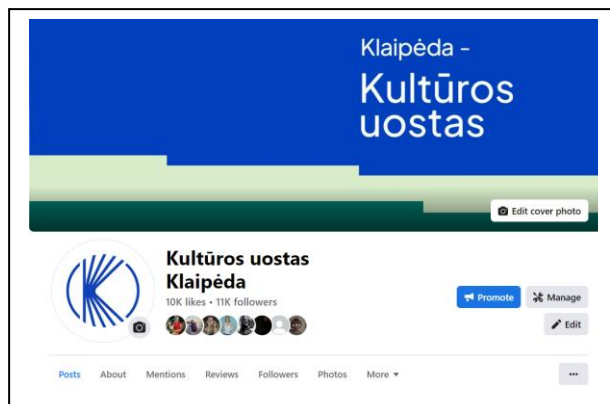 Klaipėda -
Kultūros
uostas
Edit cover photo
Kultūros uostas
Klaipėda
10K likes • 11K followers
Promote
Manage
Edit
Posts About Mentions Reviews Followers Photos More